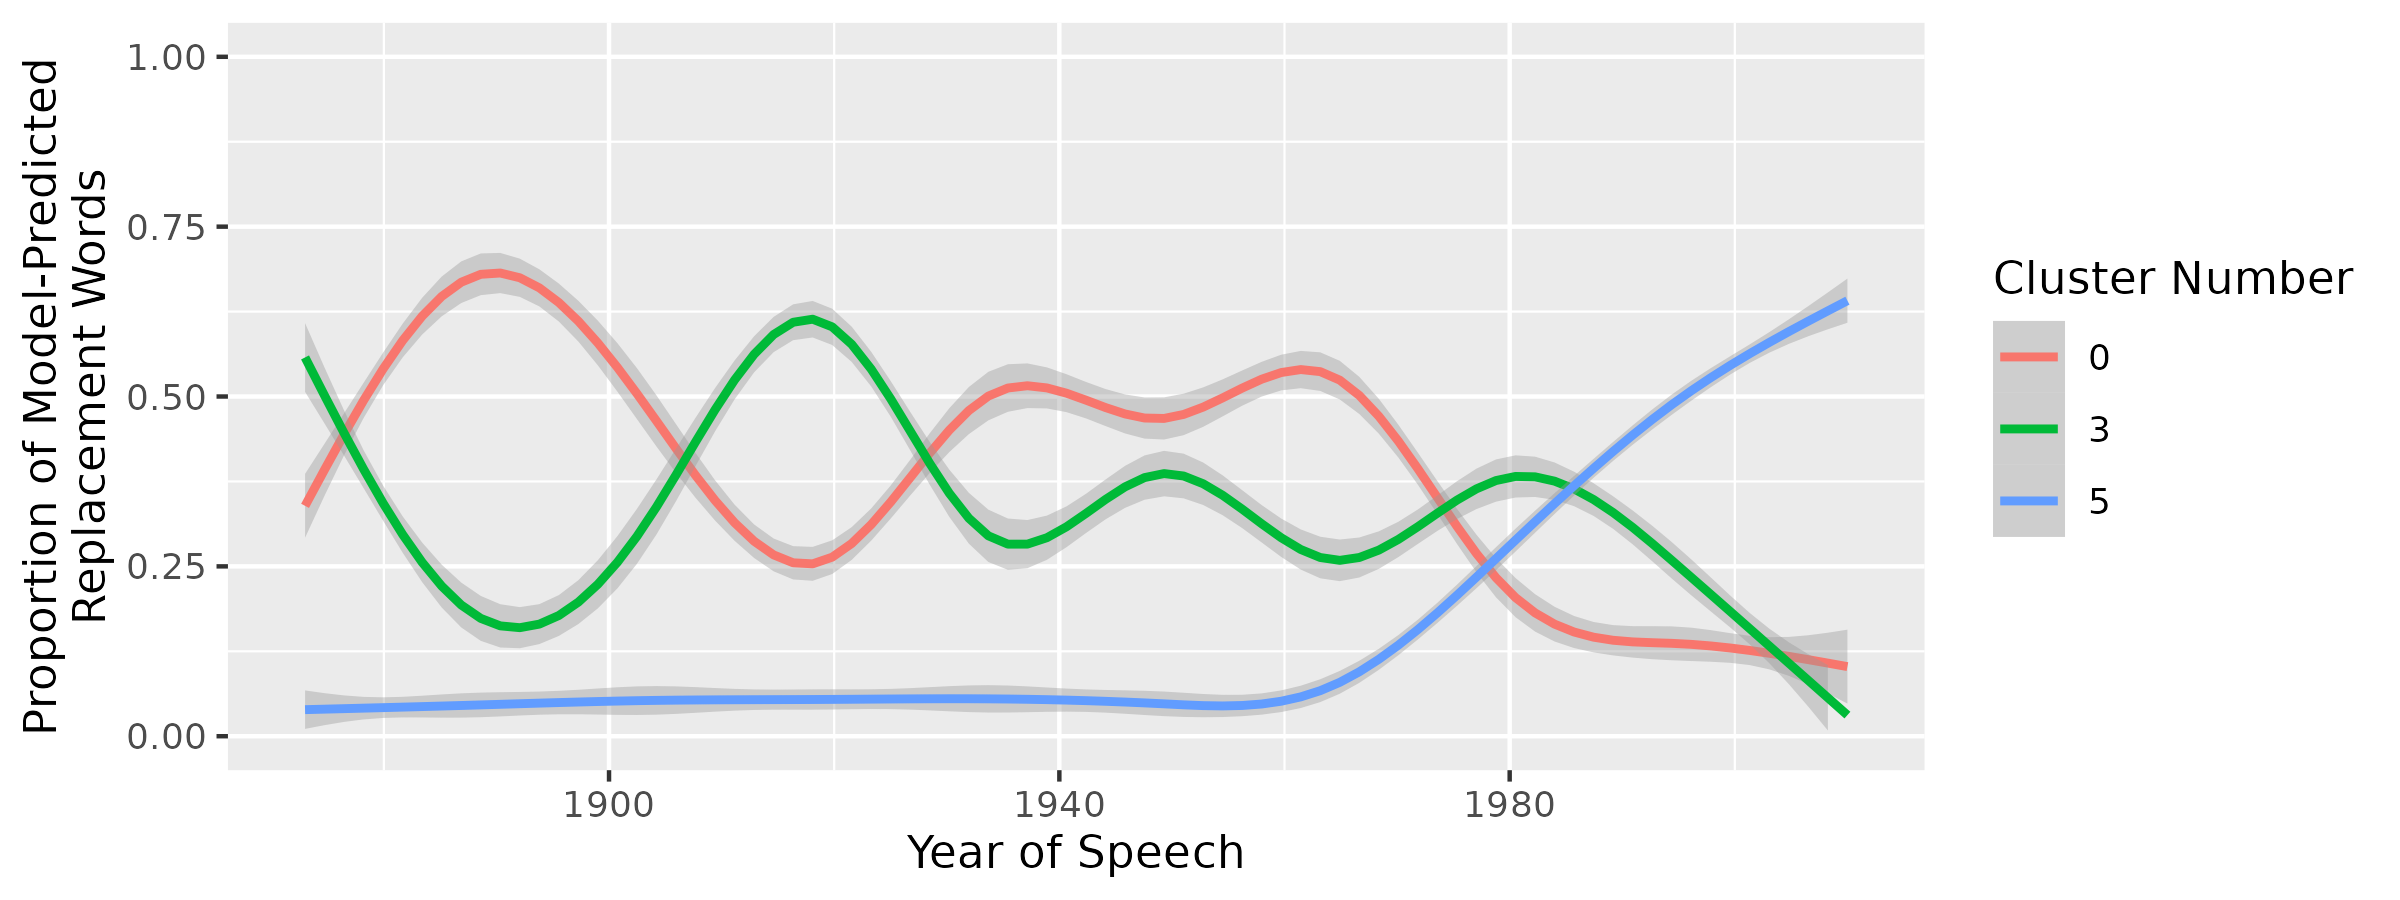 Proportion of Model-Predicted
Replacement Words
1.00
0.75
0.50
0.25
0.00
1900
1940
1980
Year of Speech
Cluster Number
0
3
5